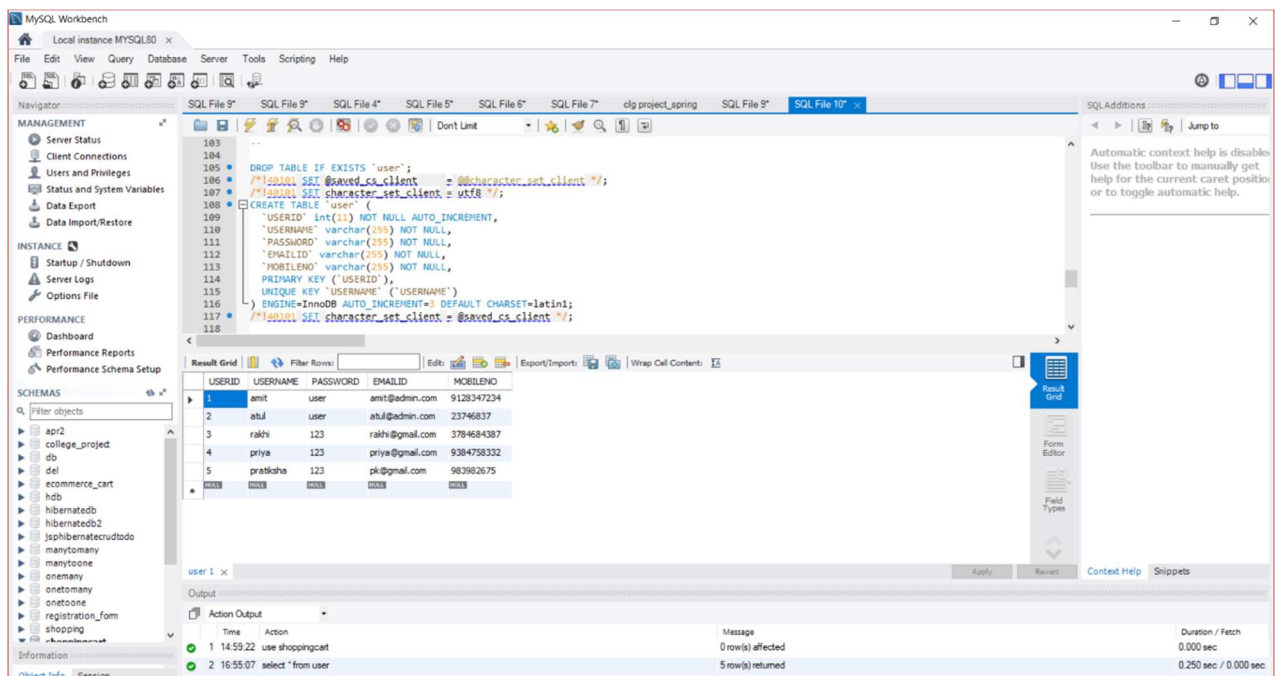 MySQL Workbench
Local instance MYSQL80
File Edit View Query Database Server Tools Scripting Help
Navigator
MANAGEMENT
Server Status
Client Connections
Users and Privileges
Status and System Variables
Data Export
Data Import/Restore
INSTANCE
Startup / Shutdown
Server Logs
Options File
PERFORMANCE
Dashboard
Performance Reports
Performance Schema Setup
SCHEMAS
Filter objects
apr2
college_project
db
del
ecommerce_cart
hdb
hibernatedb
hibernatedb2
jsphibernatecrudtodo
manytomany
manytoone
onemany
onetomany
onetoone
registration_form
shopping
shoppingcart
Information
Object Info Session
SQL File 9* SQL File 9* SQL File 4* SQL File 5* SQL File 6* SQL File 7* clg project_spring SQL File 9* SQL File 10*
Don't Limit
103 --
104
105 DROP TABLE IF EXISTS `user`;
106 /*!40101 SET @saved_cs_client     = @@character_set_client */;
107 /*!40101 SET character_set_client = utf8 */;
108 CREATE TABLE `user` (
109 `USERID` int(11) NOT NULL AUTO_INCREMENT,
110 `USERNAME` varchar(255) NOT NULL,
111 `PASSWORD` varchar(255) NOT NULL,
112 `EMAILID` varchar(255) NOT NULL,
113 `MOBILENO` varchar(255) NOT NULL,
114 PRIMARY KEY (`USERID`),
115 UNIQUE KEY `USERNAME` (`USERNAME`)
116 ) ENGINE=InnoDB AUTO_INCREMENT=3 DEFAULT CHARSET=latin1;
117 /*!40101 SET character_set_client = @saved_cs_client */;
118
Result Grid Filter Rows: Edit: Export/Import: Wrap Cell Content:
USERID USERNAME PASSWORD EMAILID MOBILENO
1 amit user amit@admin.com 9128347234
2 atul user atul@admin.com 23746837
3 rakhi 123 rakhi@gmail.com 3784684387
4 priya 123 priya@gmail.com 9384758332
5 pratiksha 123 pk@gmail.com 983982675
NULL NULL NULL NULL NULL
Result
Grid
Form
Editor
Field
Types
user 1 Apply Revert
Output
Action Output
Time Action Message Duration / Fetch
1 14:59:22 use shoppingcart 0 row(s) affected 0.000 sec
2 16:55:07 select * from user 5 row(s) returned 0.250 sec / 0.000 sec
SQLAdditions
Jump to
Automatic context help is disabled
Use the toolbar to manually get
help for the current caret position
or to toggle automatic help.
Context Help Snippets